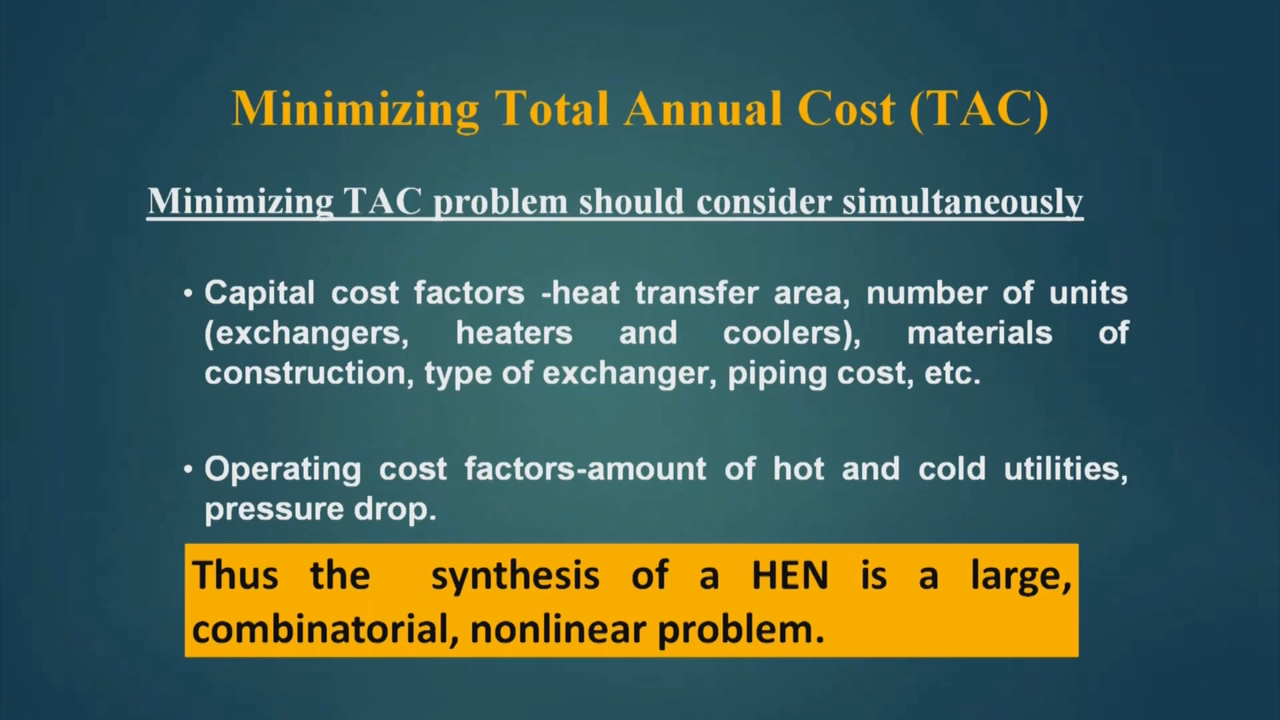 Minimizing Total Annual Cost (TAC)
Minimizing TAC problem should consider simultaneously
• Capital cost factors -heat transfer area, number of units
(exchangers, heaters and coolers), materials of
construction, type of exchanger, piping cost, etc.
• Operating cost factors-amount of hot and cold utilities,
pressure drop.
Thus the synthesis of a HEN is a large,
combinatorial, nonlinear problem.